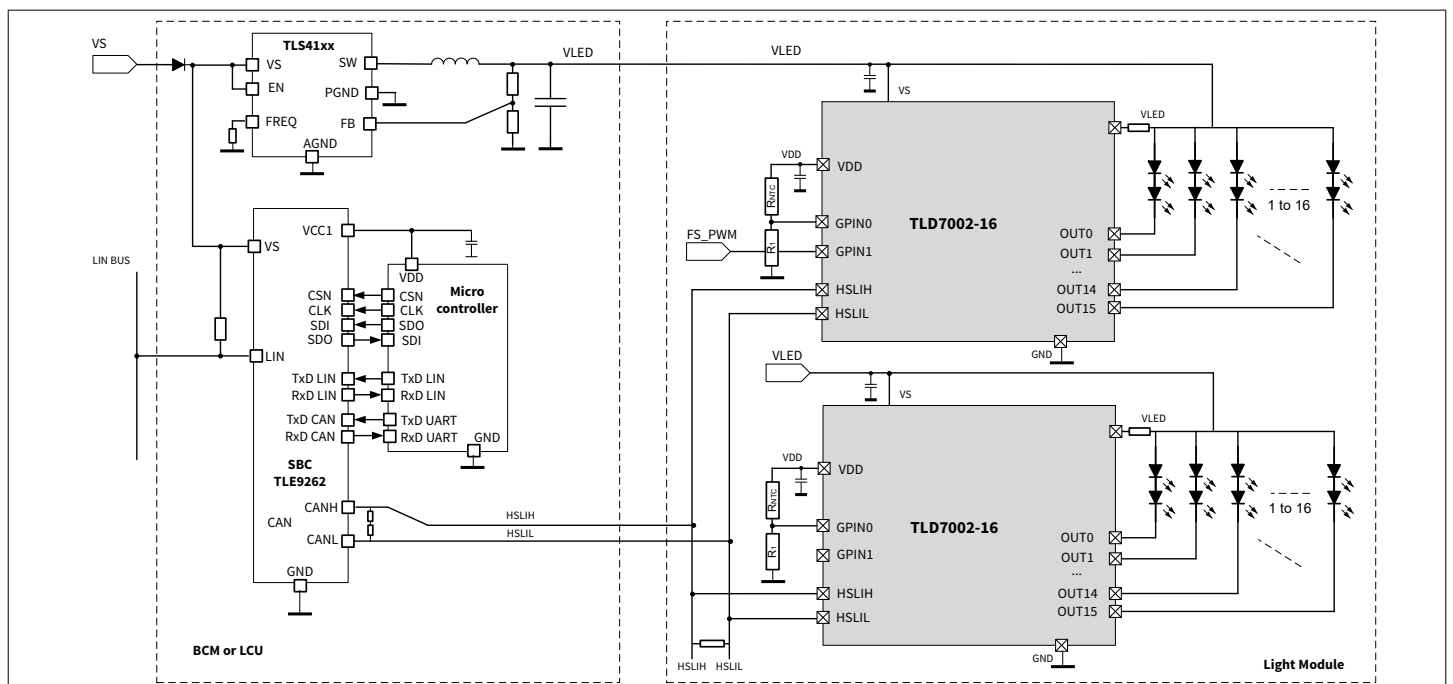 VS
TLS41xx
VS
SW
EN
PGND
FREQ
FB
AGND
VLED
VLED
VS
VLED
VDD
VDD
RNTC
GPIN0
TLD7002-16
FS_PWM
R1
GPIN1
HSLIH
HSLIL
OUT0
OUT1
...
OUT14
OUT15
1 to 16
GND
LIN BUS
VS
VCC1
VDD
Micro
controller
CSN
CSN
CLK
CLK
SDI
SDO
SDO
SDI
LIN
TxD LIN
TxD LIN
RxD LIN
RxD LIN
TxD CAN
TxD UART
RxD CAN
RxD UART
GND
SBC
TLE9262
CANH
CAN
CANL
GND
HSLIH
HSLIL
BCM or LCU
VLED
VS
VLED
VDD
VDD
RNTC
GPIN0
TLD7002-16
R1
GPIN1
HSLIH
HSLIL
OUT0
OUT1
...
OUT14
OUT15
1 to 16
GND
HSLIH
HSLIL
Light Module